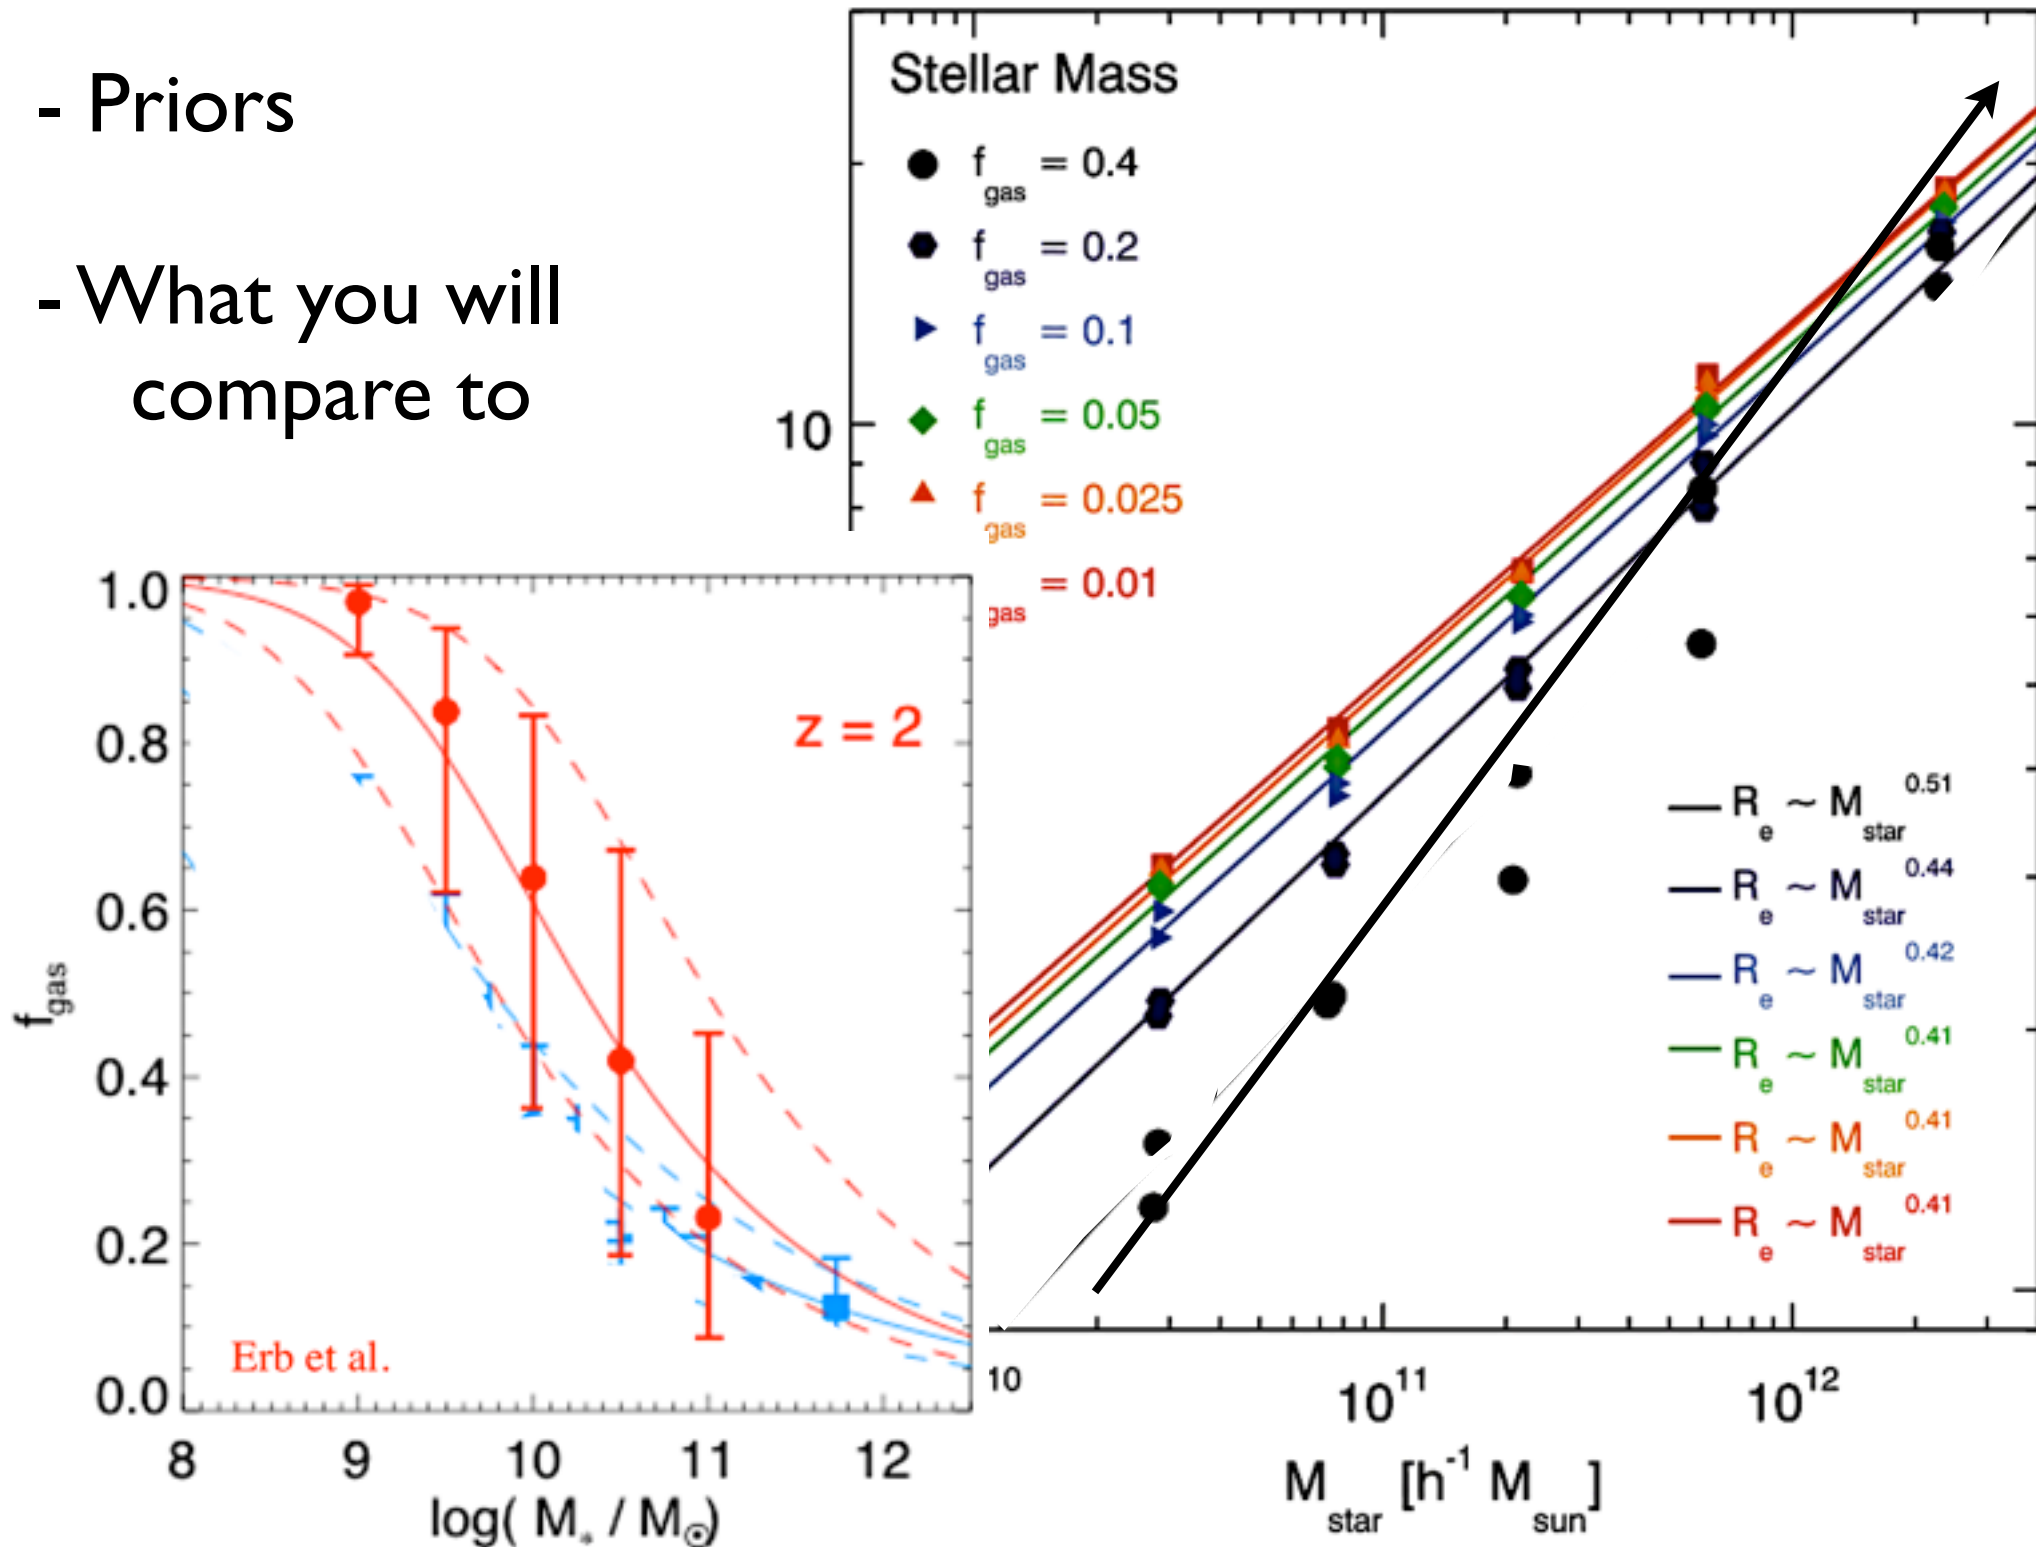 - Priors
- What you will
compare to
Stellar Mass
f gas = 0.4
f gas = 0.2
f gas = 0.1
f gas = 0.05
f gas = 0.025
gas = 0.01
10
R e ~ M star 0.51
R e ~ M star 0.44
R e ~ M star 0.42
R e ~ M star 0.41
R e ~ M star 0.41
R e ~ M star 0.41
10 10^11 10^12
M star [h^-1 M sun]
1.0
0.8
0.6
0.4
0.2
0.0
f gas
z = 2
Erb et al.
8 9 10 11 12
log( M* / M⊙)